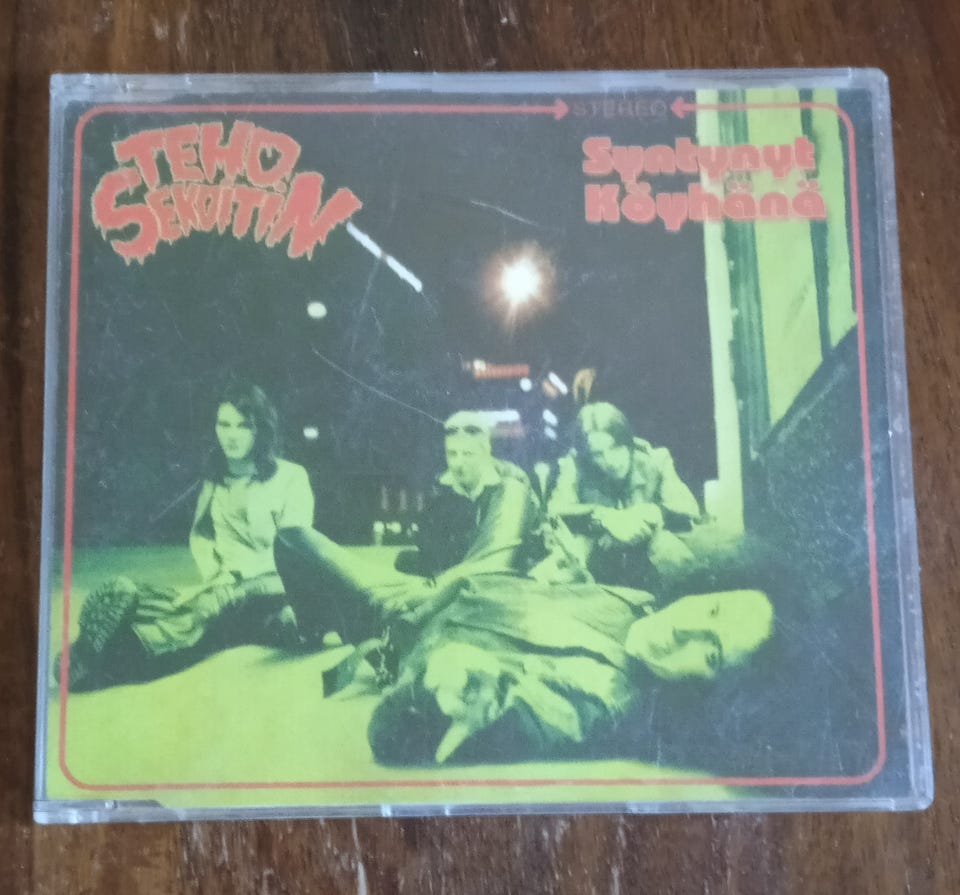 STEREO
TEHO
SEKOITIN
Syntynyt
Köyhänä